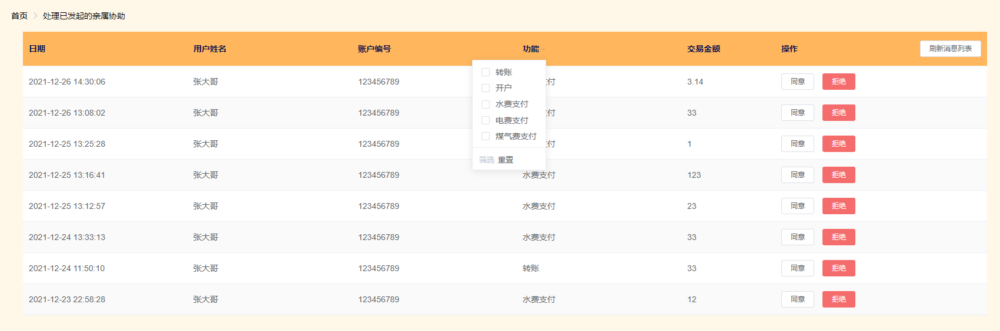 首页 > 处理已发起的亲属协助
日期 用户姓名 账户编号 功能 交易金额 操作 刷新消息列表
2021-12-26 14:30:06 张大哥 123456789 支付 3.14 同意 拒绝
2021-12-26 13:08:02 张大哥 123456789 支付 33 同意 拒绝
2021-12-25 13:25:28 张大哥 123456789 支付 1 同意 拒绝
2021-12-25 13:16:41 张大哥 123456789 水费支付 123 同意 拒绝
2021-12-25 13:12:57 张大哥 123456789 水费支付 23 同意 拒绝
2021-12-24 13:33:13 张大哥 123456789 水费支付 33 同意 拒绝
2021-12-24 11:50:10 张大哥 123456789 转账 33 同意 拒绝
2021-12-23 22:58:28 张大哥 123456789 水费支付 12 同意 拒绝
转账
开户
水费支付
电费支付
煤气费支付
筛选 重置